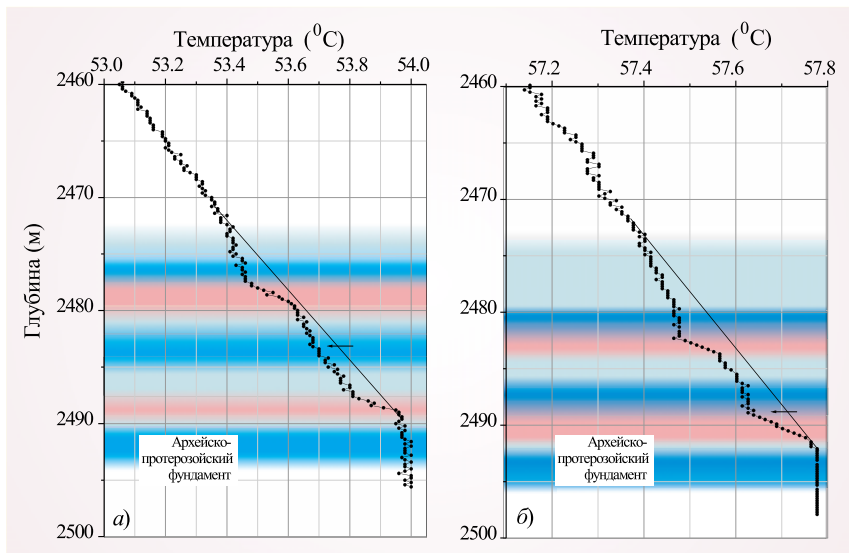 Температура (⁰C)
53.0 53.2 53.4 53.6 53.8 54.0
Глубина (м)
2460
2470
2480
2490
2500
Архейско-
протерозойский
фундамент
а)
Температура (⁰C)
57.2 57.4 57.6 57.8
2460
2470
2480
2490
2500
Архейско-
протерозойский
фундамент
б)